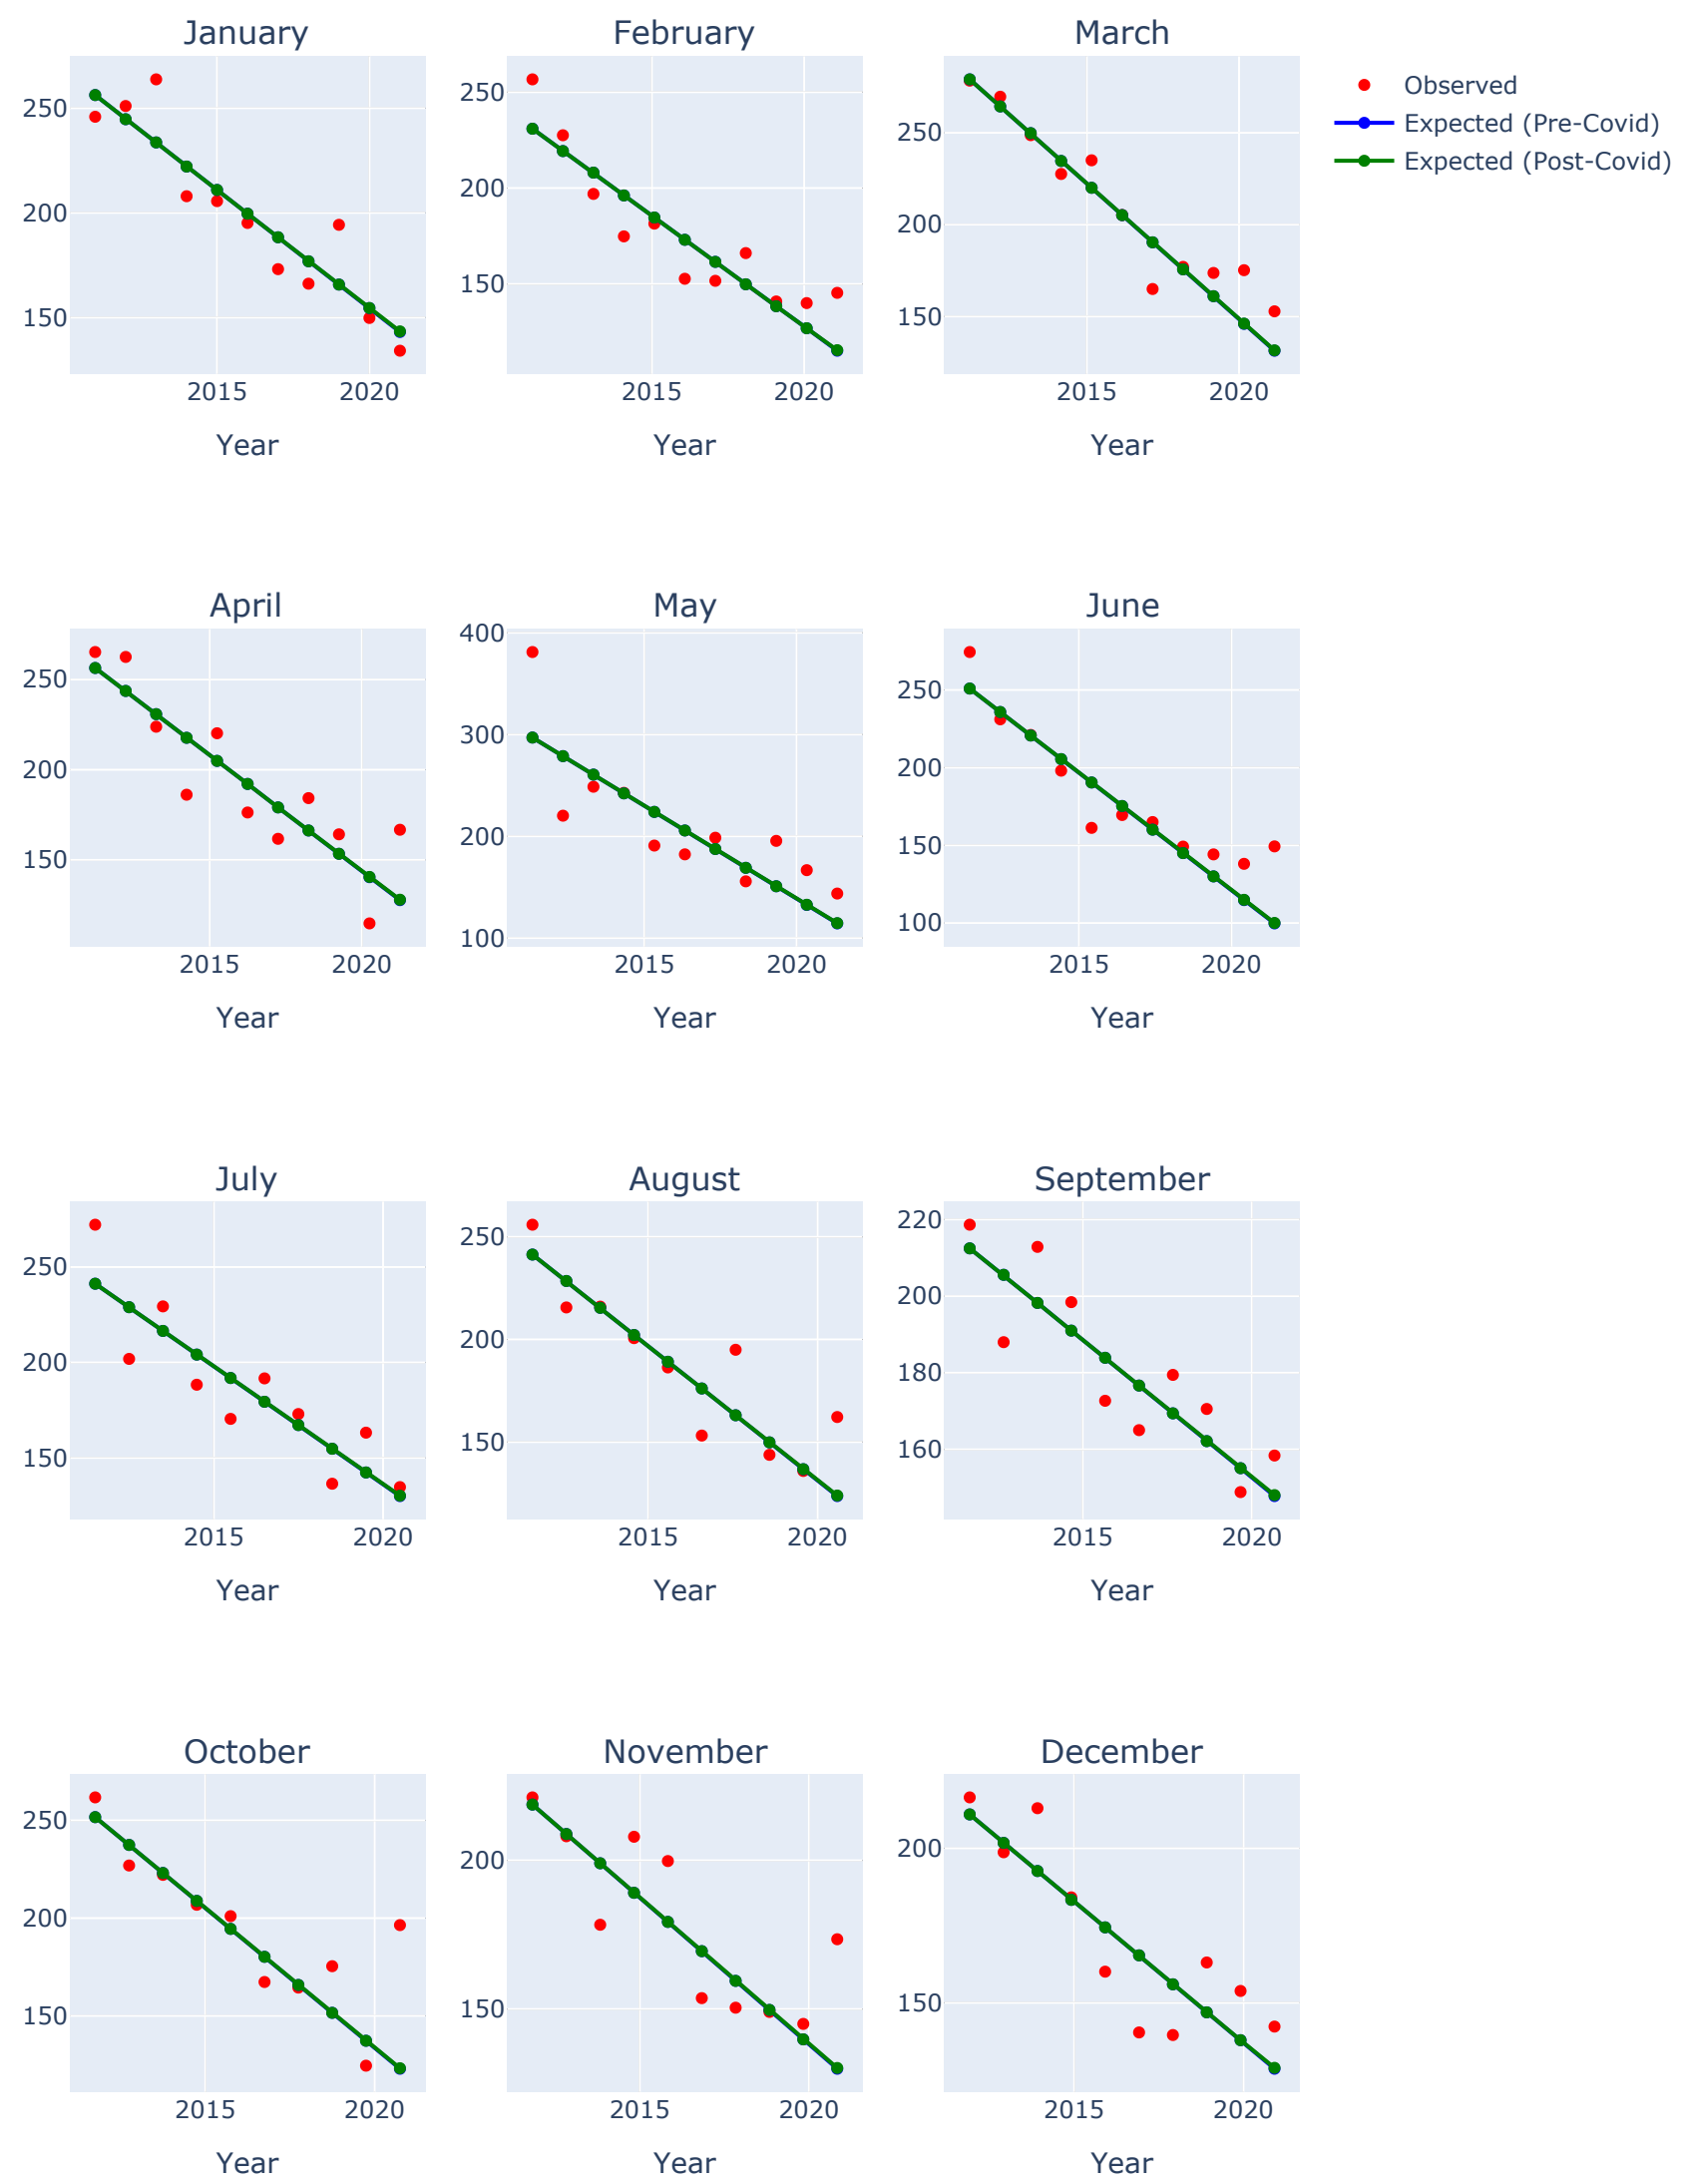 January February March
Observed
Expected (Pre-Covid)
Expected (Post-Covid)
250
200
150
2015 2020
Year
250
200
150
2015 2020
Year
250
200
150
2015 2020
Year
April May June
250
200
150
2015 2020
Year
400
300
200
100
2015 2020
Year
250
200
150
100
2015 2020
Year
July August September
250
200
150
2015 2020
Year
250
200
150
2015 2020
Year
220
200
180
160
2015 2020
Year
October November December
250
200
150
2015 2020
Year
200
150
2015 2020
Year
200
150
2015 2020
Year